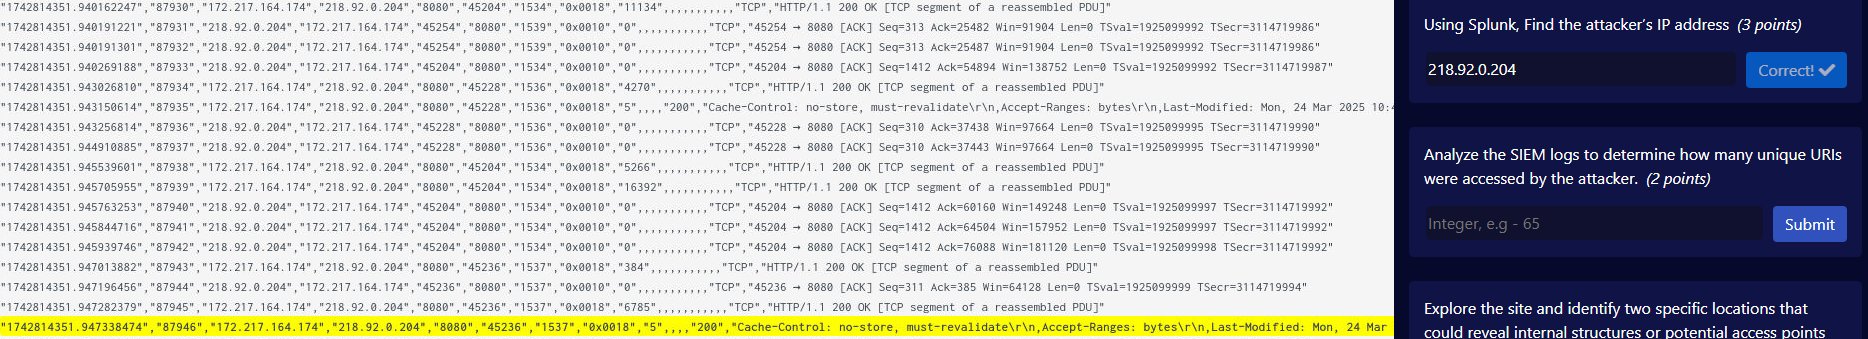 "1742814351.940162247","87930","172.217.164.174","218.92.0.204","8080","45204","1534","0x0018","11134",,,,,,,,,,,"TCP","HTTP/1.1 200 OK [TCP segment of a reassembled PDU]"
"1742814351.940191221","87931","218.92.0.204","172.217.164.174","45254","8080","1539","0x0010","0",,,,,,,,,,,"TCP","45254 → 8080 [ACK] Seq=313 Ack=25482 Win=91904 Len=0 TSval=1925099992 TSecr=3114719986"
"1742814351.940191301","87932","218.92.0.204","172.217.164.174","45254","8080","1539","0x0010","0",,,,,,,,,,,"TCP","45254 → 8080 [ACK] Seq=313 Ack=25487 Win=91904 Len=0 TSval=1925099992 TSecr=3114719986"
"1742814351.940269188","87933","218.92.0.204","172.217.164.174","45204","8080","1534","0x0010","0",,,,,,,,,,,"TCP","45204 → 8080 [ACK] Seq=1412 Ack=54894 Win=138752 Len=0 TSval=1925099992 TSecr=3114719987"
"1742814351.943026810","87934","172.217.164.174","218.92.0.204","8080","45228","1536","0x0018","4270",,,,,,,,,,,"TCP","HTTP/1.1 200 OK [TCP segment of a reassembled PDU]"
"1742814351.943150614","87935","172.217.164.174","218.92.0.204","8080","45228","1536","0x0018","5",,,,"200","Cache-Control: no-store, must-revalidate\r\n,Accept-Ranges: bytes\r\n,Last-Modified: Mon, 24 Mar 2025 10:4
"1742814351.943256814","87936","218.92.0.204","172.217.164.174","45228","8080","1536","0x0010","0",,,,,,,,,,,"TCP","45228 → 8080 [ACK] Seq=310 Ack=37438 Win=97664 Len=0 TSval=1925099995 TSecr=3114719990"
"1742814351.944910885","87937","218.92.0.204","172.217.164.174","45228","8080","1536","0x0010","0",,,,,,,,,,,"TCP","45228 → 8080 [ACK] Seq=310 Ack=37443 Win=97664 Len=0 TSval=1925099995 TSecr=3114719990"
"1742814351.945539601","87938","172.217.164.174","218.92.0.204","8080","45204","1534","0x0018","5266",,,,,,,,,,,"TCP","HTTP/1.1 200 OK [TCP segment of a reassembled PDU]"
"1742814351.945705955","87939","172.217.164.174","218.92.0.204","8080","45204","1534","0x0018","16392",,,,,,,,,,,"TCP","HTTP/1.1 200 OK [TCP segment of a reassembled PDU]"
"1742814351.945763253","87940","218.92.0.204","172.217.164.174","45204","8080","1534","0x0010","0",,,,,,,,,,,"TCP","45204 → 8080 [ACK] Seq=1412 Ack=60160 Win=149248 Len=0 TSval=1925099997 TSecr=3114719992"
"1742814351.945844716","87941","218.92.0.204","172.217.164.174","45204","8080","1534","0x0010","0",,,,,,,,,,,"TCP","45204 → 8080 [ACK] Seq=1412 Ack=64504 Win=157952 Len=0 TSval=1925099997 TSecr=3114719992"
"1742814351.945939746","87942","218.92.0.204","172.217.164.174","45204","8080","1534","0x0010","0",,,,,,,,,,,"TCP","45204 → 8080 [ACK] Seq=1412 Ack=76088 Win=181120 Len=0 TSval=1925099998 TSecr=3114719992"
"1742814351.947013882","87943","172.217.164.174","218.92.0.204","8080","45236","1537","0x0018","384",,,,,,,,,,,"TCP","HTTP/1.1 200 OK [TCP segment of a reassembled PDU]"
"1742814351.947196456","87944","218.92.0.204","172.217.164.174","45236","8080","1537","0x0010","0",,,,,,,,,,,"TCP","45236 → 8080 [ACK] Seq=311 Ack=385 Win=64128 Len=0 TSval=1925099999 TSecr=3114719994"
"1742814351.947282379","87945","172.217.164.174","218.92.0.204","8080","45236","1537","0x0018","6785",,,,,,,,,,,"TCP","HTTP/1.1 200 OK [TCP segment of a reassembled PDU]"
"1742814351.947338474","87946","172.217.164.174","218.92.0.204","8080","45236","1537","0x0018","5",,,,"200","Cache-Control: no-store, must-revalidate\r\n,Accept-Ranges: bytes\r\n,Last-Modified: Mon, 24 Mar
Using Splunk, Find the attacker's IP address (3 points)
218.92.0.204
Correct!
Analyze the SIEM logs to determine how many unique URIs
were accessed by the attacker. (2 points)
Integer, e.g - 65
Submit
Explore the site and identify two specific locations that
could reveal internal structures or potential access points